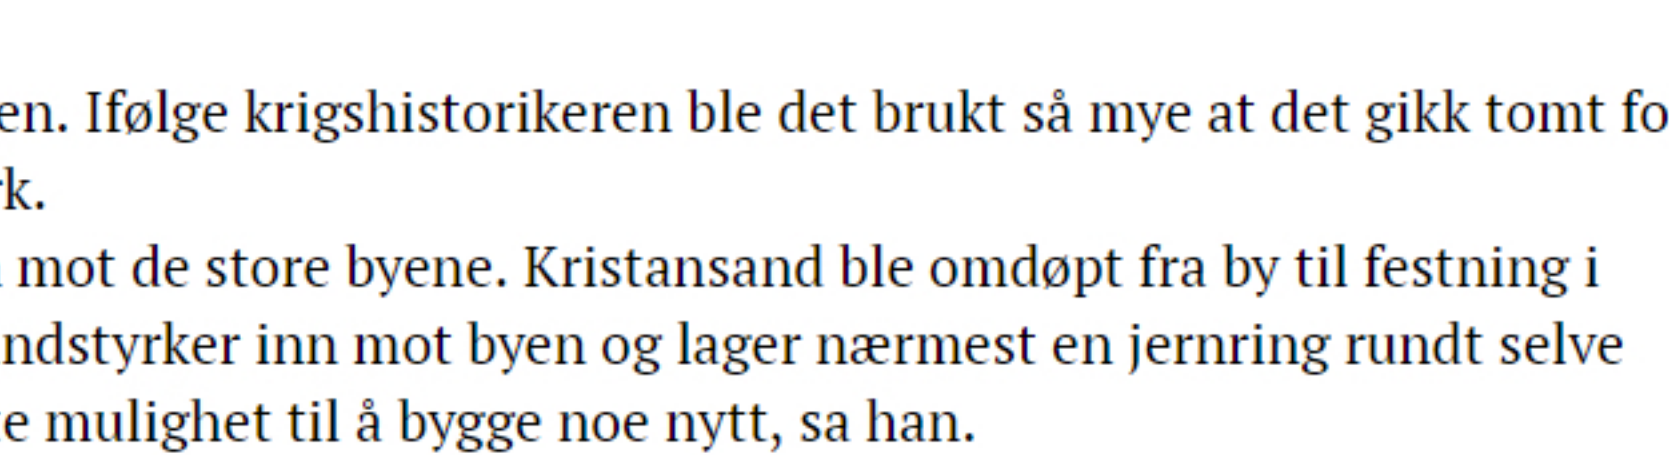 en. Ifølge krigshistorikeren ble det brukt så mye at det gikk tomt fo
k.
mot de store byene. Kristansand ble omdøpt fra by til festning i
ndstyrker inn mot byen og lager nærmest en jernring rundt selve
e mulighet til å bygge noe nytt, sa han.